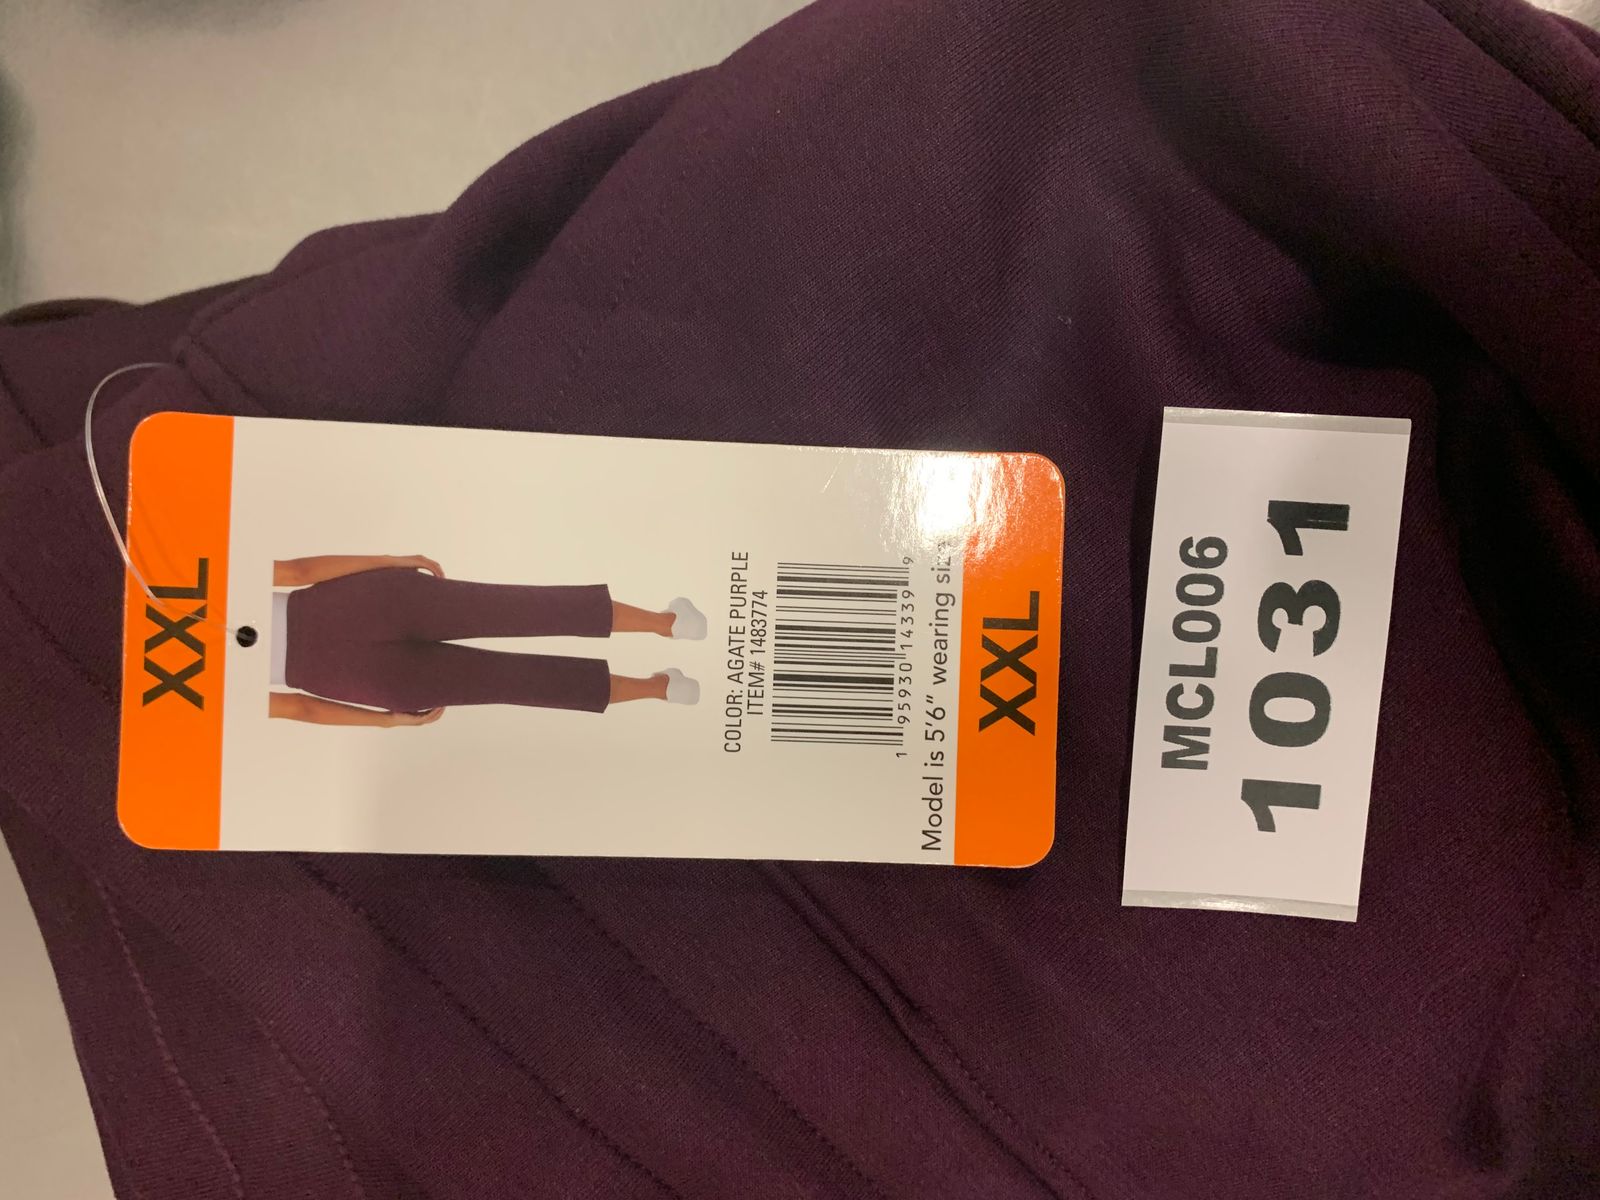 XXL
COLOR: AGATE PURPLE
ITEM# 1483774
1 95930 14339 9
Model is 5'6" wearing size
XXL
MCL006
1031